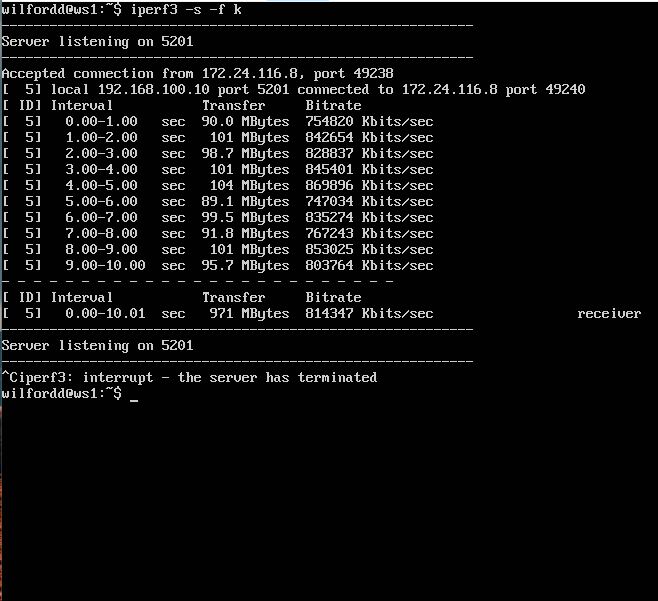 wilfordd@ws1:~$ iperf3 -s -f k
-----------------------------------------------------------
Server listening on 5201
-----------------------------------------------------------
Accepted connection from 172.24.116.8, port 49238
[  5] local 192.168.100.10 port 5201 connected to 172.24.116.8 port 49240
[ ID] Interval           Transfer     Bitrate
[  5]   0.00-1.00   sec  90.0 MBytes  754820 Kbits/sec
[  5]   1.00-2.00   sec   101 MBytes  842654 Kbits/sec
[  5]   2.00-3.00   sec  98.7 MBytes  828837 Kbits/sec
[  5]   3.00-4.00   sec   101 MBytes  845401 Kbits/sec
[  5]   4.00-5.00   sec   104 MBytes  869896 Kbits/sec
[  5]   5.00-6.00   sec  89.1 MBytes  747034 Kbits/sec
[  5]   6.00-7.00   sec  99.5 MBytes  835274 Kbits/sec
[  5]   7.00-8.00   sec  91.8 MBytes  767243 Kbits/sec
[  5]   8.00-9.00   sec   101 MBytes  853025 Kbits/sec
[  5]   9.00-10.00  sec  95.7 MBytes  803764 Kbits/sec
- - - - - - - - - - - - - - - - - - - - - - - - -
[ ID] Interval           Transfer     Bitrate
[  5]   0.00-10.01  sec   971 MBytes  814347 Kbits/sec                  receiver
-----------------------------------------------------------
Server listening on 5201
-----------------------------------------------------------
^Ciperf3: interrupt - the server has terminated
wilfordd@ws1:~$ _